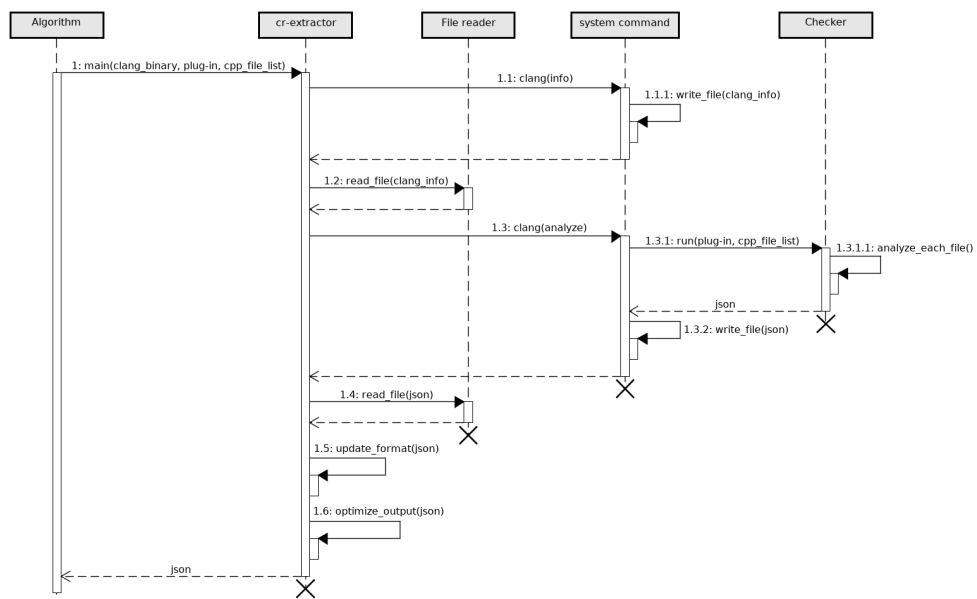 Algorithm
cr-extractor
File reader
system command
Checker
1: main(clang_binary, plug-in, cpp_file_list)
1.1: clang(info)
1.1.1: write_file(clang_info)
1.2: read_file(clang_info)
1.3: clang(analyze)
1.3.1: run(plug-in, cpp_file_list)
1.3.1.1: analyze_each_file()
json
1.3.2: write_file(json)
1.4: read_file(json)
1.5: update_format(json)
1.6: optimize_output(json)
json